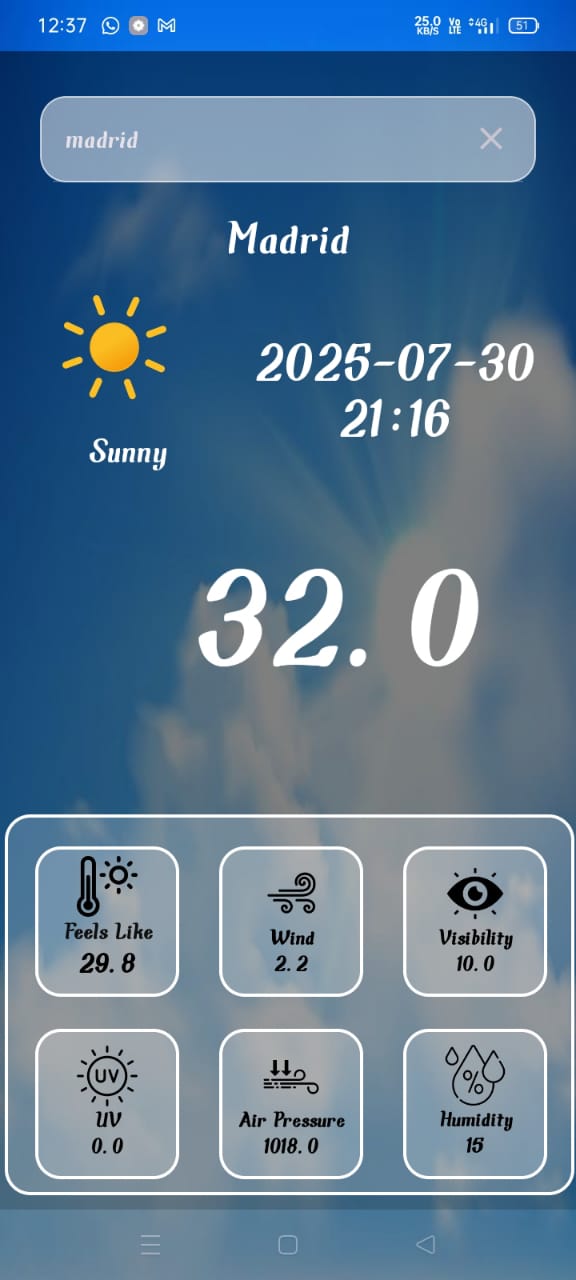 12:37 25.0 KB/S Vo LTE 4G 51
madrid
Madrid
2025-07-30
21:16
Sunny
32.0
Feels Like
29.8
Wind
2.2
Visibility
10.0
UV
UV
0.0
Air Pressure
1018.0
%
Humidity
15